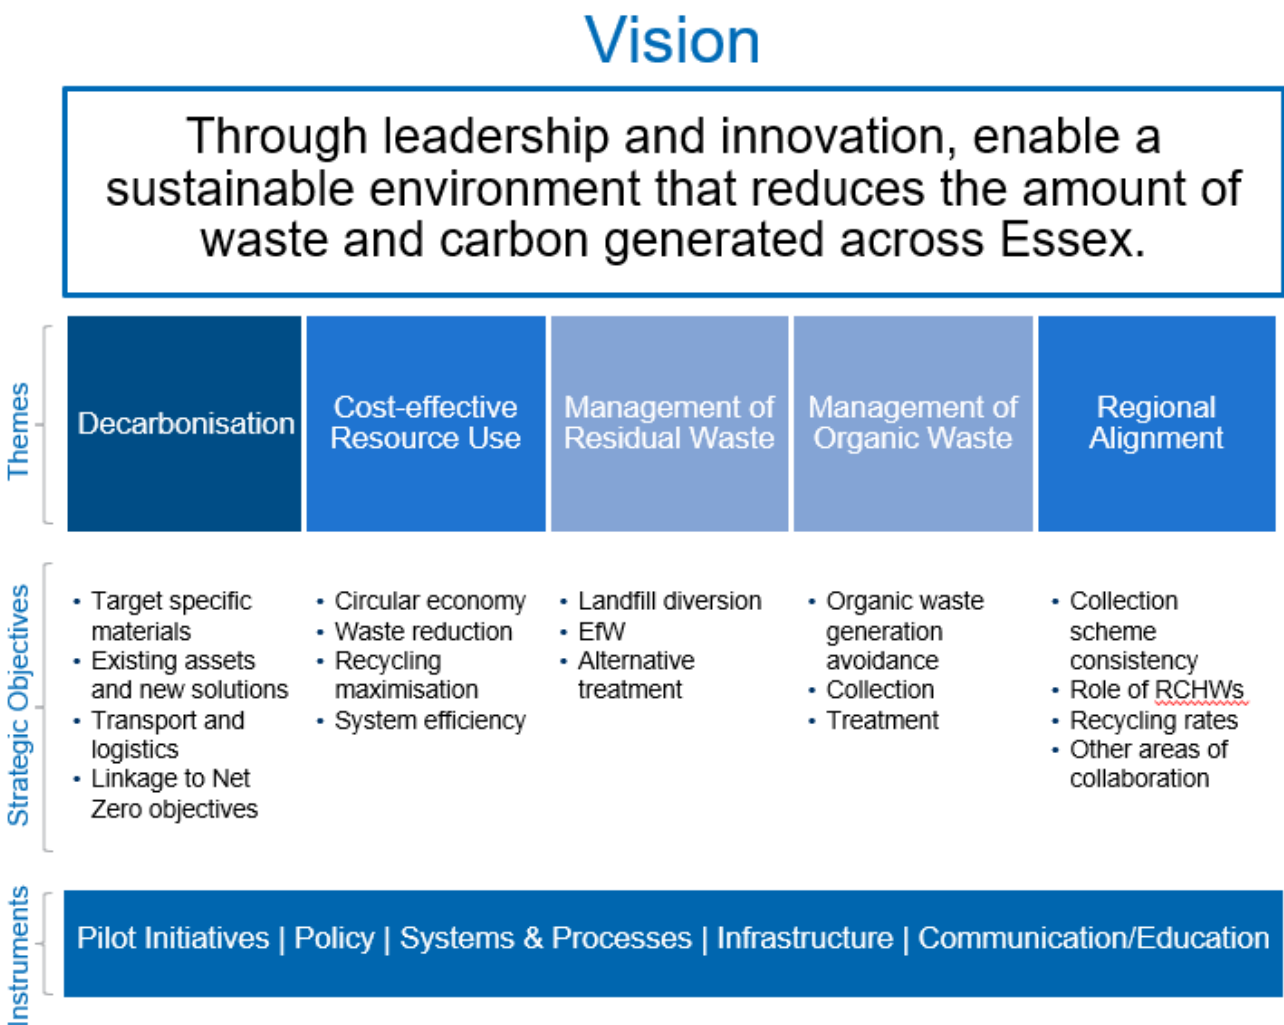 Vision
Through leadership and innovation, enable a
sustainable environment that reduces the amount of
waste and carbon generated across Essex.
Themes
Decarbonisation
Cost-effective
Resource Use
Management of
Residual Waste
Management of
Organic Waste
Regional
Alignment
Strategic Objectives
• Target specific
materials
• Existing assets
and new solutions
• Transport and
logistics
• Linkage to Net
Zero objectives
• Circular economy
• Waste reduction
• Recycling
maximisation
• System efficiency
• Landfill diversion
• EfW
• Alternative
treatment
• Organic waste
generation
avoidance
• Collection
• Treatment
• Collection
scheme
consistency
• Role of RCHWs
• Recycling rates
• Other areas of
collaboration
Instruments
Pilot Initiatives | Policy | Systems & Processes | Infrastructure | Communication/Education